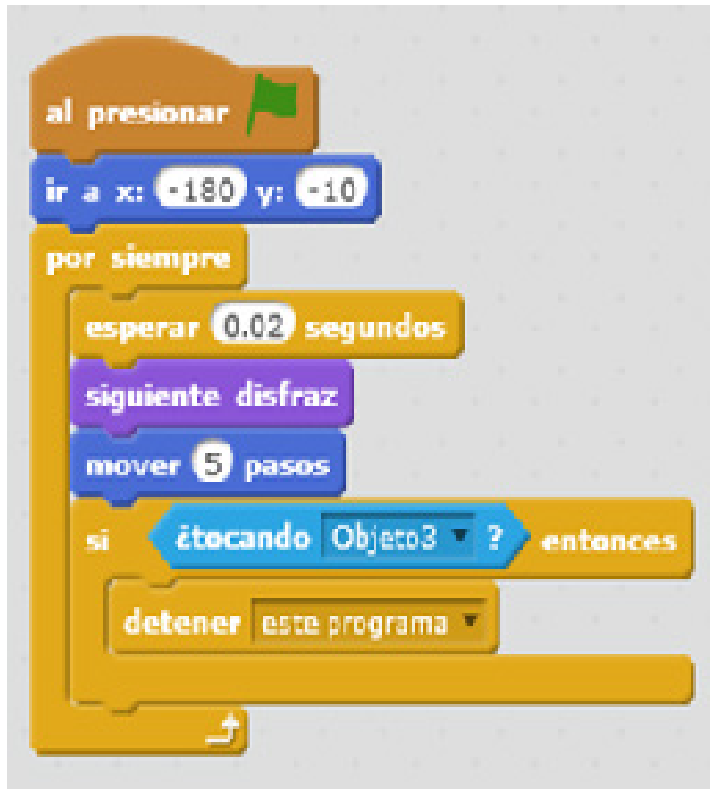 al presionar
ir a x: -180 y: -10
por siempre
esperar 0.02 segundos
siguiente disfraz
mover 5 pasos
si ¿tocando Objeto3 ? entonces
detener este programa